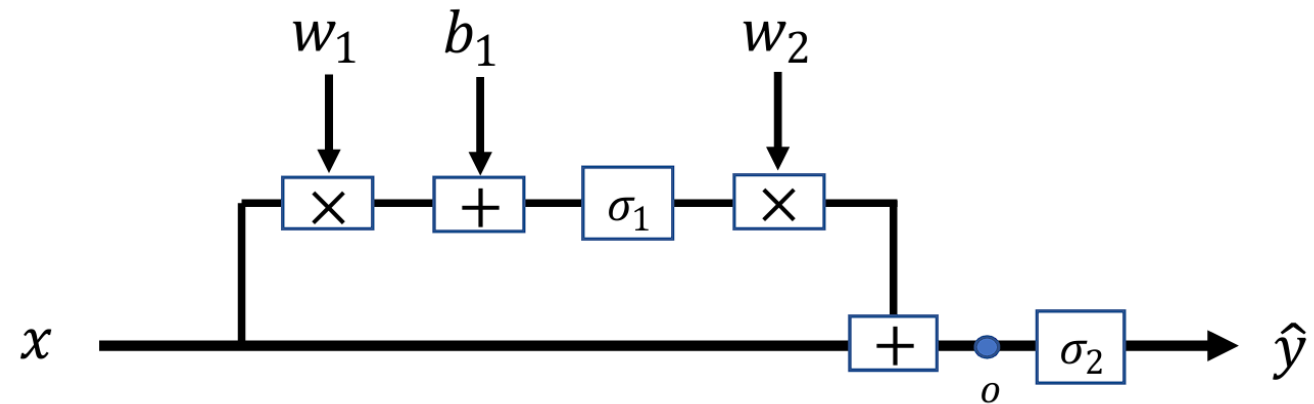 w₁ b₁ w₂
× + σ₁ ×
x + σ₂ ŷ
o